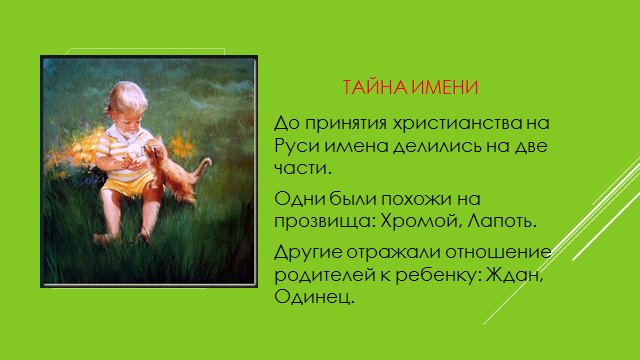 ТАЙНА ИМЕНИ
До принятия христианства на
Руси имена делились на две
части.
Одни были похожи на
прозвища: Хромой, Лапоть.
Другие отражали отношение
родителей к ребенку: Ждан,
Одинец.